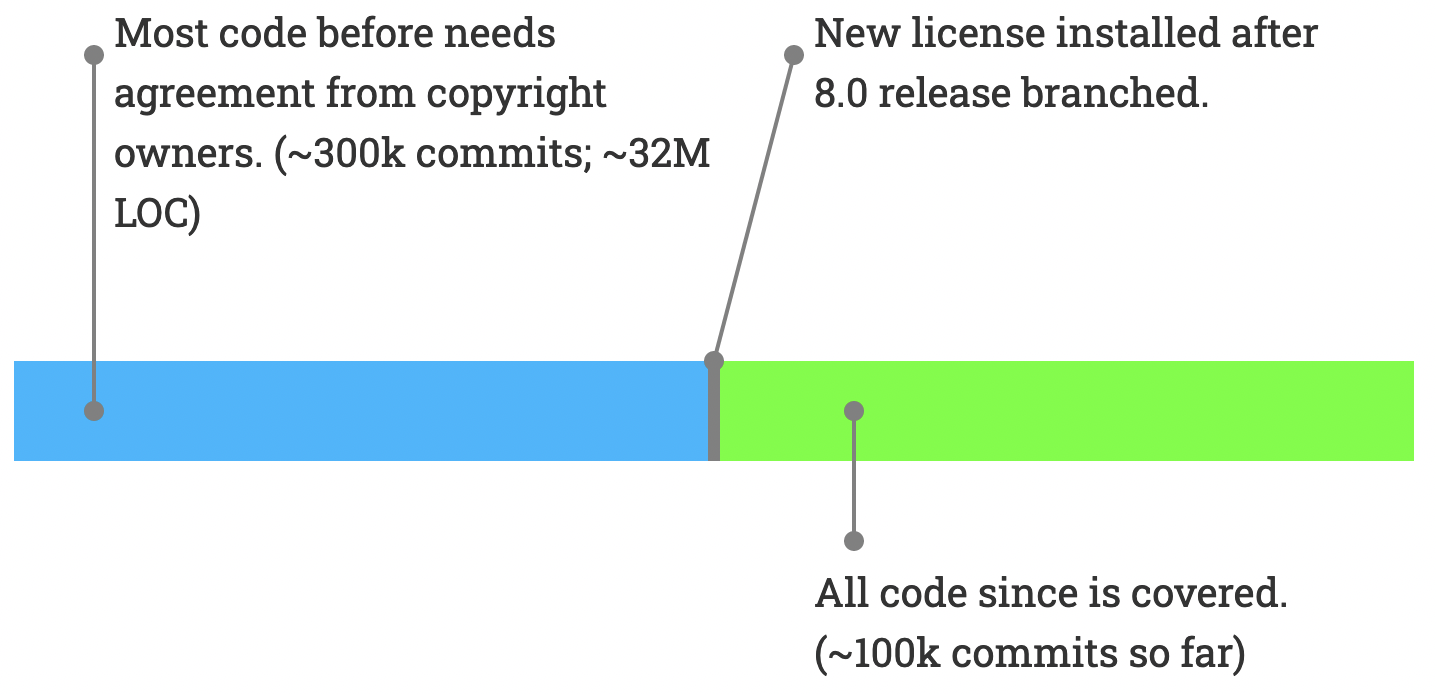 Most code before needs
agreement from copyright
owners. (~300k commits; ~32M
LOC)
New license installed after
8.0 release branched.
All code since is covered.
(~100k commits so far)